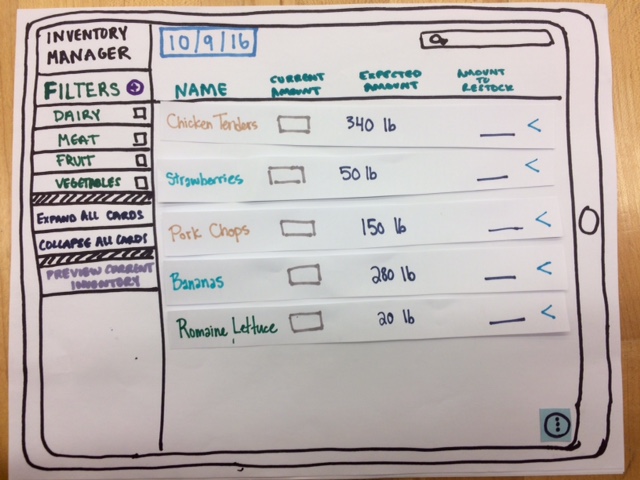 INVENTORY
MANAGER
10/9/16
FILTERS
DAIRY
MEAT
FRUIT
VEGETABLES
EXPAND ALL CARDS
COLLAPSE ALL CARDS
PREVIEW CURRENT
INVENTORY
NAME
CURRENT
AMOUNT
EXPECTED
AMOUNT
AMOUNT
TO
RESTOCK
Chicken Tenders 340 lb <
Strawberries 50 lb <
Pork Chops 150 lb <
Bananas 280 lb <
Romaine Lettuce 20 lb <